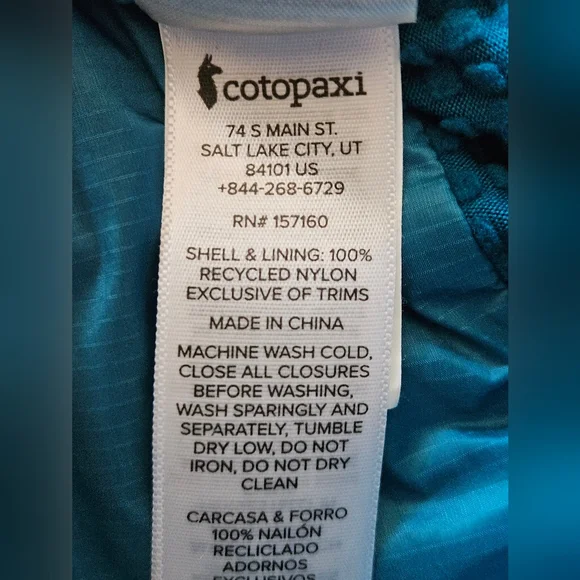 cotopaxi
74 S MAIN ST.
SALT LAKE CITY, UT
84101 US
+844-268-6729
RN# 157160
SHELL & LINING: 100%
RECYCLED NYLON
EXCLUSIVE OF TRIMS
MADE IN CHINA
MACHINE WASH COLD,
CLOSE ALL CLOSURES
BEFORE WASHING,
WASH SPARINGLY AND
SEPARATELY, TUMBLE
DRY LOW, DO NOT
IRON, DO NOT DRY
CLEAN
CARCASA & FORRO
100% NAILÓN
RECLICLADO
ADORNOS
EXCLUSIVOS